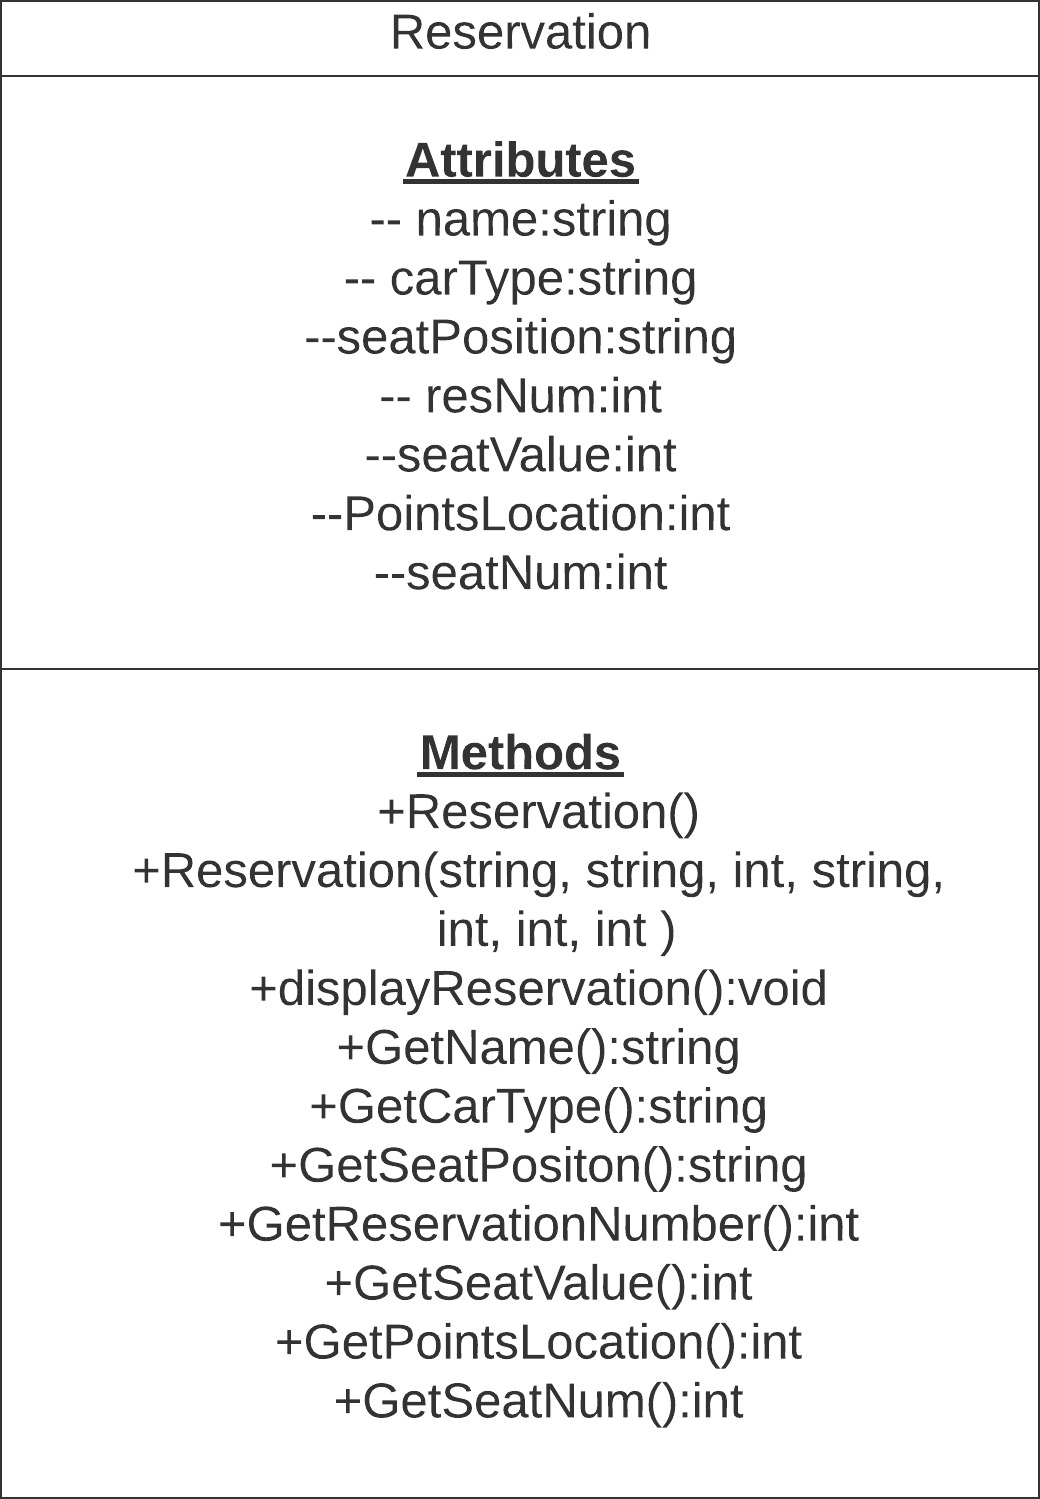 Reservation
Attributes
-- name:string
-- carType:string
--seatPosition:string
-- resNum:int
--seatValue:int
--PointsLocation:int
--seatNum:int
Methods
+Reservation()
+Reservation(string, string, int, string,
int, int, int )
+displayReservation():void
+GetName():string
+GetCarType():string
+GetSeatPositon():string
+GetReservationNumber():int
+GetSeatValue():int
+GetPointsLocation():int
+GetSeatNum():int